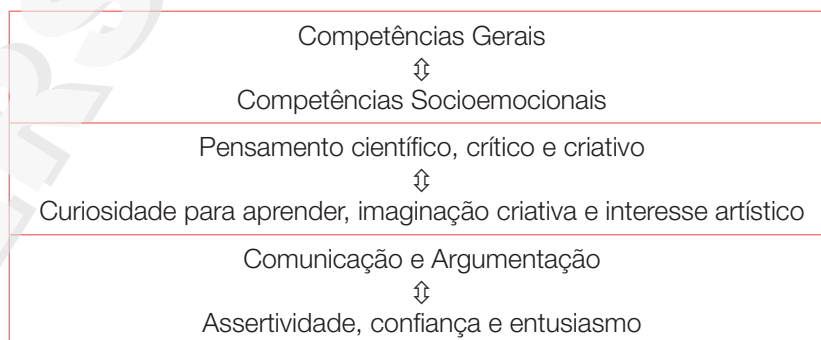 Competências Gerais
⇳
Competências Socioemocionais
Pensamento científico, crítico e criativo
⇳
Curiosidade para aprender, imaginação criativa e interesse artístico
Comunicação e Argumentação
⇳
Assertividade, confiança e entusiasmo